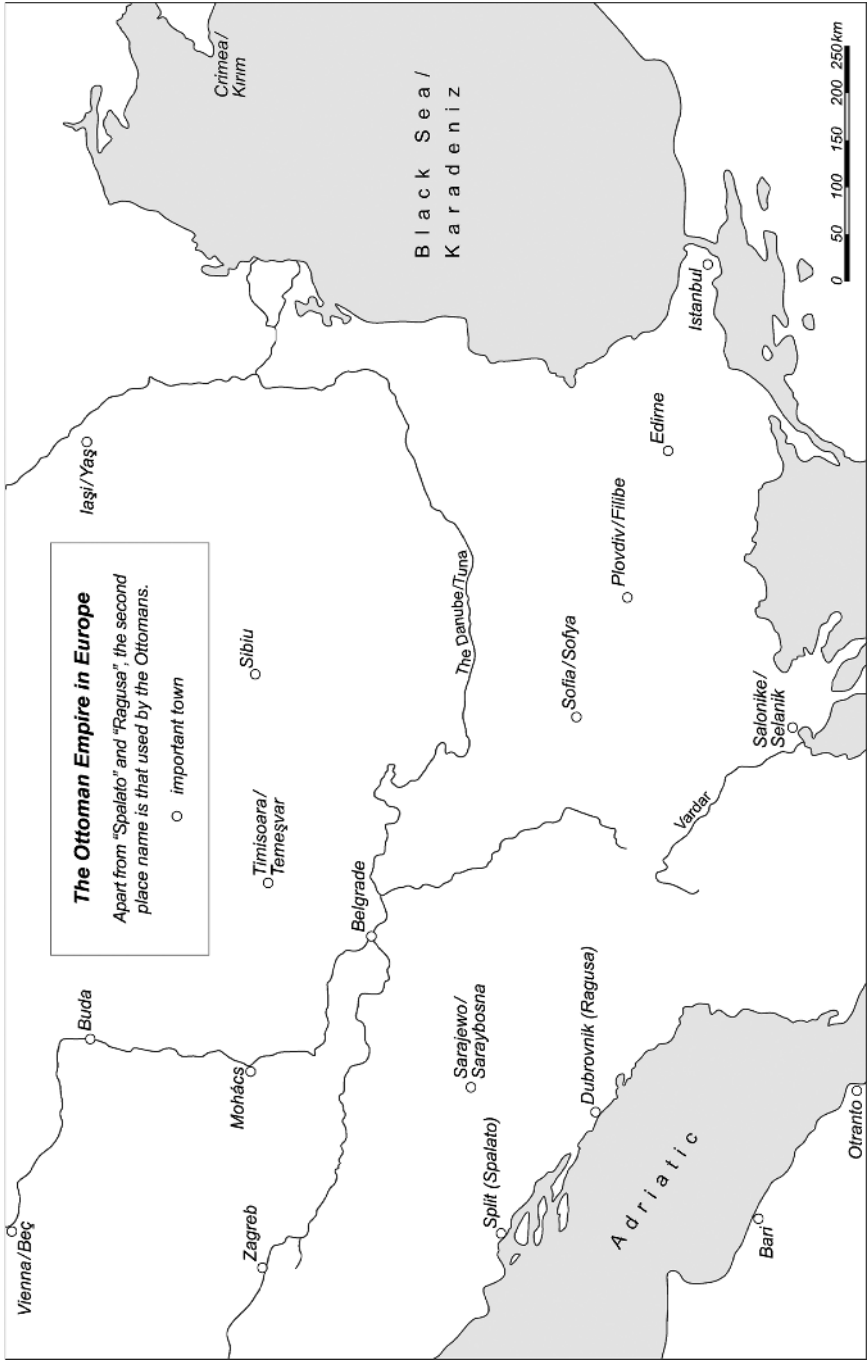 The Ottoman Empire in Europe
Apart from "Spalato" and "Ragusa", the second
place name is that used by the Ottomans.
important town
Vienna/Beç
Buda
Iaşi/Yaş
Crimea/
Kırım
Zagreb
Mohács
Timisoara/
Temeşvar
Sibiu
Belgrade
Black Sea/
Karadeniz
The Danube/Tuna
Sarajewo/
Saraybosna
Split (Spalato)
Dubrovnik (Ragusa)
Sofia/Sofya
Plovdiv/Filibe
Edirne
Istanbul
Adriatic
Vardar
Salonike/
Selanik
Bari
Otranto
0 50 100 150 200 250 km